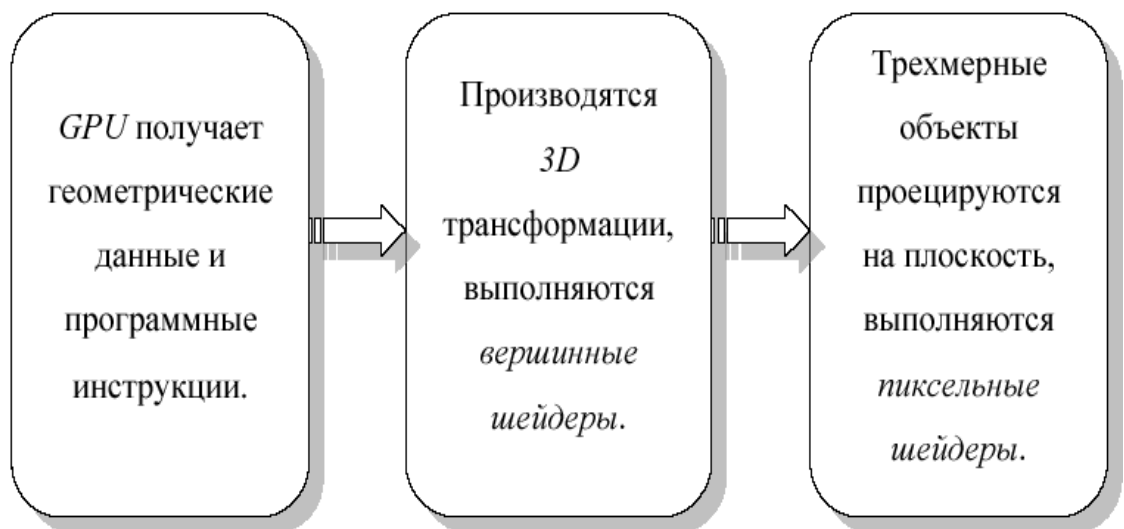 GPU получает
геометрические
данные и
программные
инструкции.
Производятся
3D
трансформации,
выполняются
вершинные
шейдеры.
Трехмерные
объекты
проецируются
на плоскость,
выполняются
пиксельные
шейдеры.